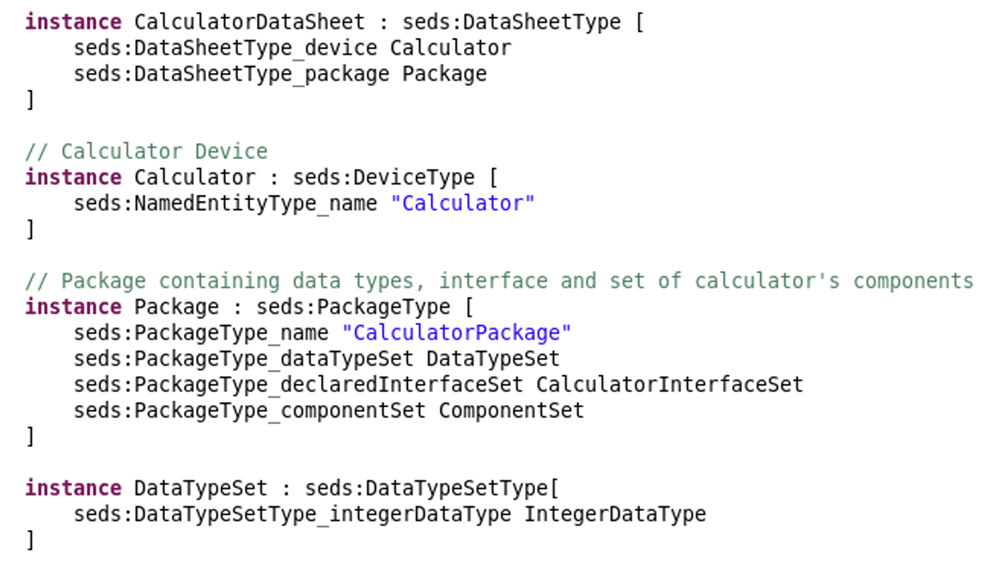 instance CalculatorDataSheet : seds:DataSheetType [
    seds:DataSheetType_device Calculator
    seds:DataSheetType_package Package
]

// Calculator Device
instance Calculator : seds:DeviceType [
    seds:NamedEntityType_name "Calculator"
]

// Package containing data types, interface and set of calculator's components
instance Package : seds:PackageType [
    seds:PackageType_name "CalculatorPackage"
    seds:PackageType_dataTypeSet DataTypeSet
    seds:PackageType_declaredInterfaceSet CalculatorInterfaceSet
    seds:PackageType_componentSet ComponentSet
]

instance DataTypeSet : seds:DataTypeSetType[
    seds:DataTypeSetType_integerDataType IntegerDataType
]